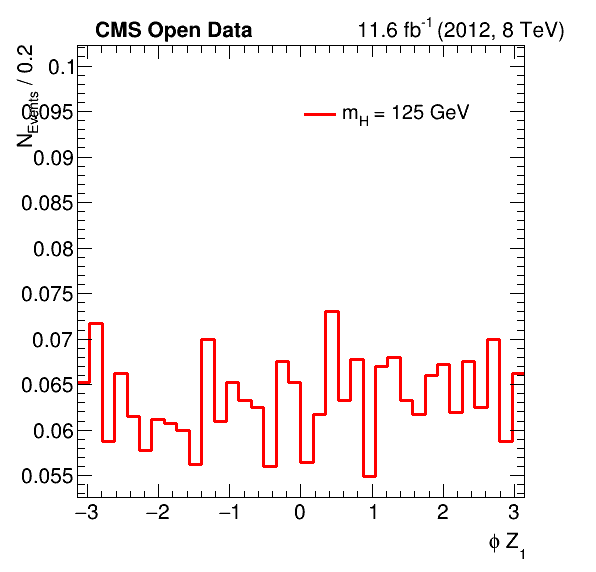 CMS Open Data 11.6 fb⁻¹ (2012, 8 TeV)
N_Events / 0.2
m_H = 125 GeV
0.1
0.095
0.09
0.085
0.08
0.075
0.07
0.065
0.06
0.055
−3 −2 −1 0 1 2 3
ϕ Z₁